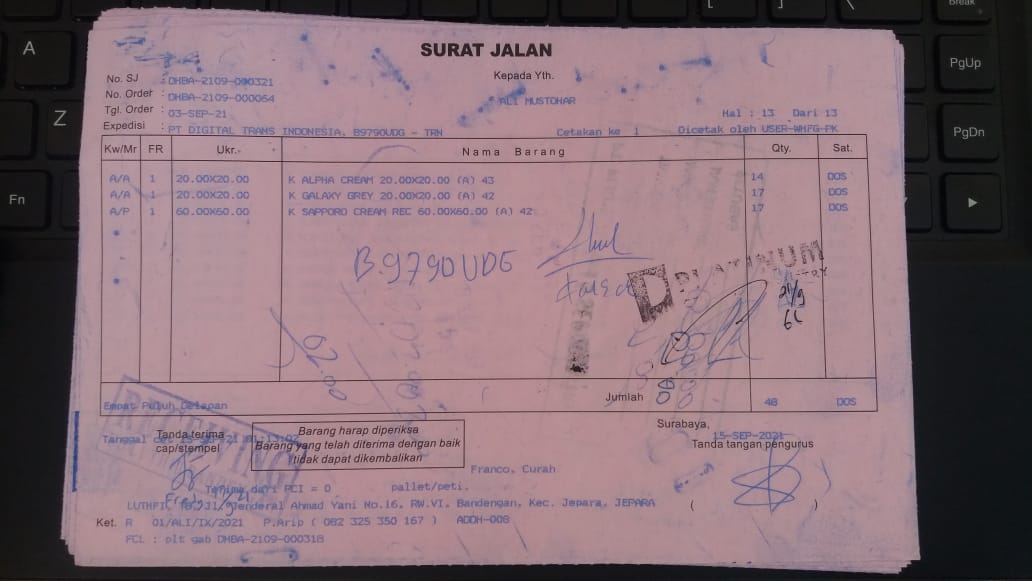 SURAT JALAN
Kepada Yth.
No. SJ : DHBA-2109-000321
No. Order : DHBA-2109-000064
ALI MUSTOHAR
Tgl. Order : 03-SEP-21
Hal : 13 Dari 13
Expedisi : PT DIGITAL TRANS INDONESIA. B9790UDG - TRN
Cetakan ke 1 Dicetak oleh USER-WHFG-PK
Kw/Mr FR Ukr. Nama Barang Qty. Sat.
A/A 1 20.00X20.00 K ALPHA CREAM 20.00X20.00 (A) 43 14 DOS
A/A 1 20.00X20.00 K GALAXY GREY 20.00X20.00 (A) 42 17 DOS
A/P 1 60.00X60.00 K SAPPORO CREAM REC 60.00X60.00 (A) 42 17 DOS
B.9790UDG
PLATINUM
21/9
02.00
Jumlah 48 DOS
Empat Puluh Delapan
RECEIVING
Surabaya,
15-SEP-2021
Tanda terima
cap/stempel
Barang harap diperiksa
Barang yang telah diterima dengan baik
tidak dapat dikembalikan
Tanda tangan pengurus
Franco, Curah
Terima dari PCI = 0 pallet/peti.
Jl. Jenderal Ahmad Yani No.16, RW.VI, Bandengan, Kec. Jepara, JEPARA
( )
Ket. R 01/ALI/IX/2021 P.Arip ( 082 325 350 167 ) ADDH-008
FCL : plt gab DHBA-2109-000318
A
Z
Fn
Break
PgUp
PgDn